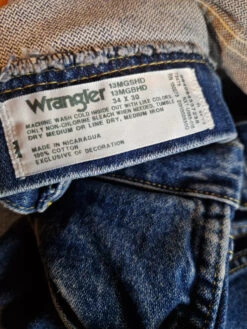 Wrangler
13MGSHD
13MGBHD
34 X 30
MACHINE WASH COLD INSIDE OUT WITH LIKE COLORS.
ONLY NON-CHLORINE BLEACH WHEN NEEDED, TUMBLE
DRY MEDIUM OR LINE DRY, MEDIUM IRON
MADE IN NICARAGUA
100% COTTON
EXCLUSIVE OF DECORATION